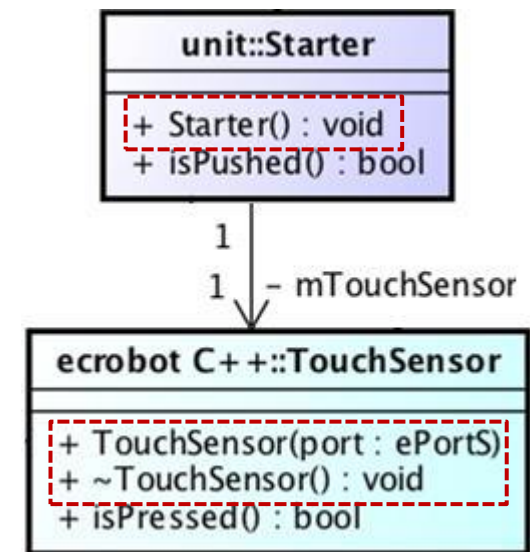 unit::Starter
+ Starter() : void
+ isPushed() : bool
1
1
- mTouchSensor
ecrobot C++::TouchSensor
+ TouchSensor(port : ePortS)
+ ~TouchSensor() : void
+ isPressed() : bool